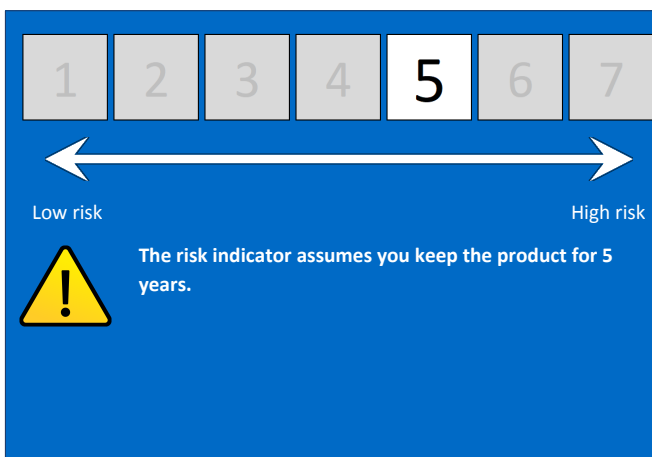 1 2 3 4 5 6 7
Low risk High risk
The risk indicator assumes you keep the product for 5
years.